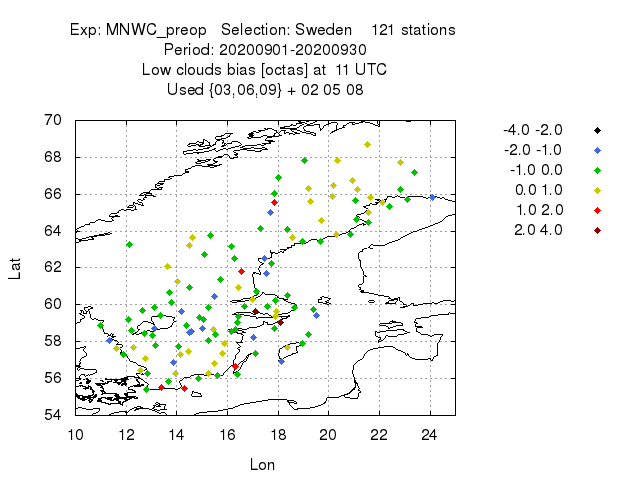 Exp: MNWC_preop   Selection: Sweden    121 stations
Period: 20200901-20200930
Low clouds bias [octas] at  11 UTC
Used {03,06,09} + 02 05 08
-4.0 -2.0
-2.0 -1.0
-1.0 0.0
0.0 1.0
1.0 2.0
2.0 4.0
70
68
66
64
62
60
58
56
54
Lat
10 12 14 16 18 20 22 24
Lon